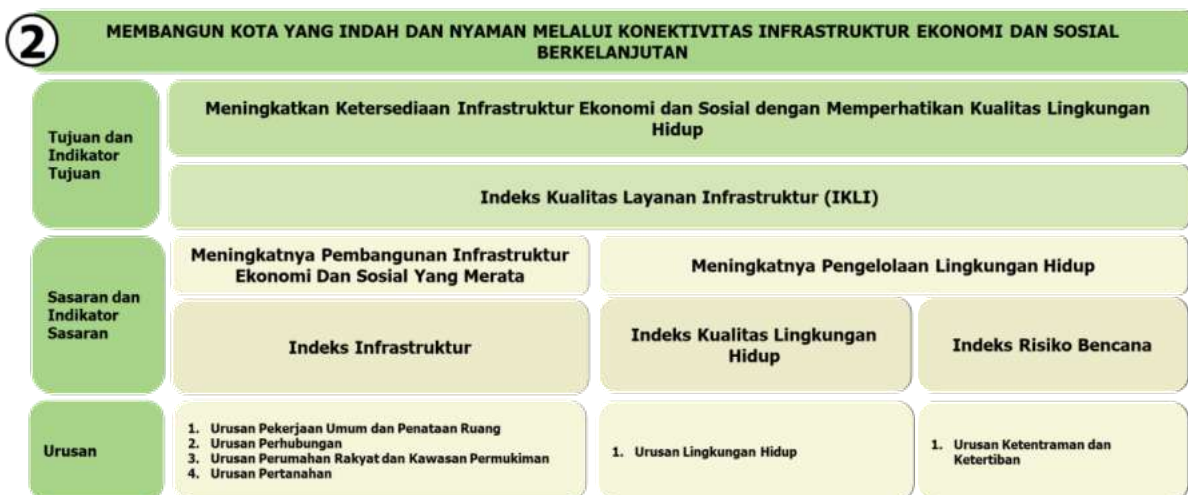 2
MEMBANGUN KOTA YANG INDAH DAN NYAMAN MELALUI KONEKTIVITAS INFRASTRUKTUR EKONOMI DAN SOSIAL
BERKELANJUTAN
Tujuan dan
Indikator
Tujuan
Meningkatkan Ketersediaan Infrastruktur Ekonomi dan Sosial dengan Memperhatikan Kualitas Lingkungan
Hidup
Indeks Kualitas Layanan Infrastruktur (IKLI)
Sasaran dan
Indikator
Sasaran
Meningkatnya Pembangunan Infrastruktur
Ekonomi Dan Sosial Yang Merata
Meningkatnya Pengelolaan Lingkungan Hidup
Indeks Infrastruktur
Indeks Kualitas Lingkungan
Hidup
Indeks Risiko Bencana
Urusan
1. Urusan Pekerjaan Umum dan Penataan Ruang
2. Urusan Perhubungan
3. Urusan Perumahan Rakyat dan Kawasan Permukiman
4. Urusan Pertanahan
1. Urusan Lingkungan Hidup
1. Urusan Ketentraman dan
Ketertiban